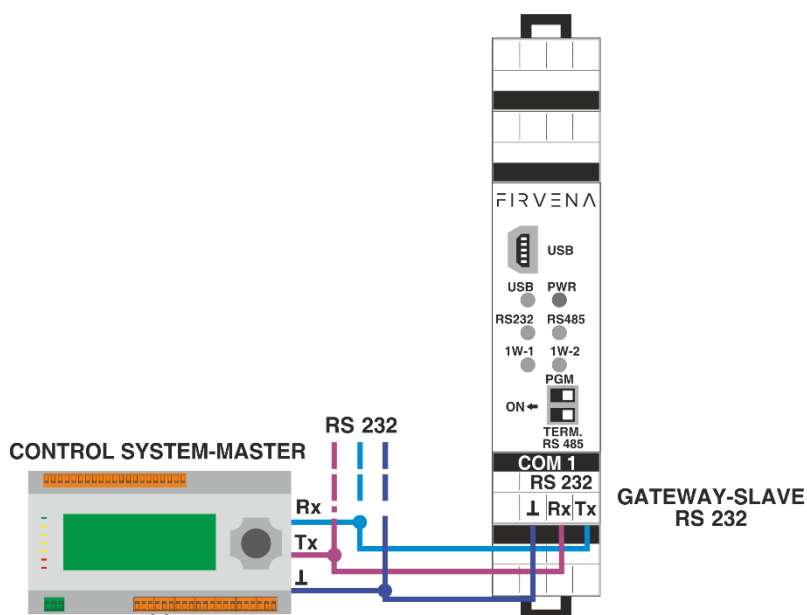 FIRVENA
USB
USB PWR
RS232 RS485
1W-1 1W-2
PGM
ON
TERM.
RS 485
RS 232
CONTROL SYSTEM-MASTER
COM 1
RS 232
Rx
Tx
Rx Tx
GATEWAY-SLAVE
RS 232